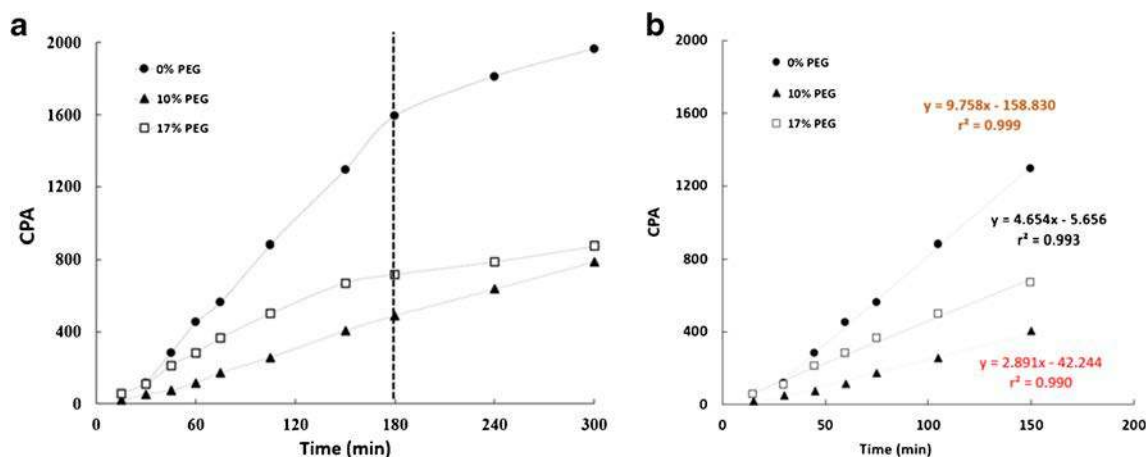 a
2000
1600
1200
800
400
0
CPA
0% PEG
10% PEG
17% PEG
0 60 120 180 240 300
Time (min)
b
2000
1600
1200
800
400
0
CPA
0% PEG
10% PEG
17% PEG
y = 9.758x - 158.830
r² = 0.999
y = 4.654x - 5.656
r² = 0.993
y = 2.891x - 42.244
r² = 0.990
0 50 100 150 200
Time (min)